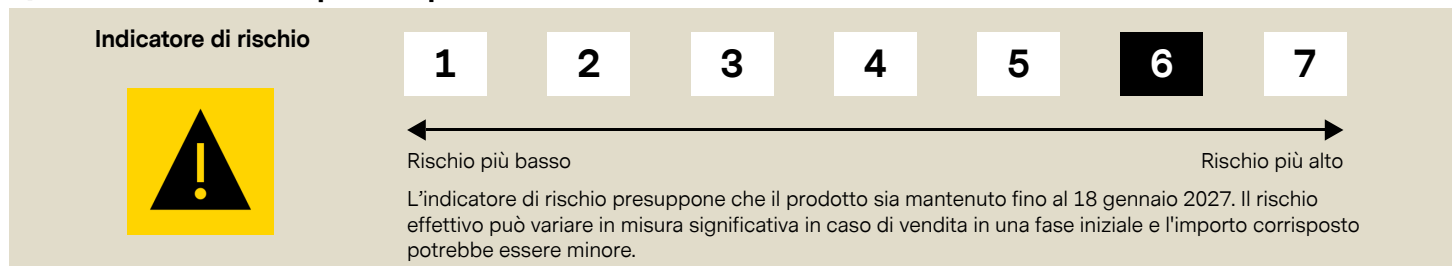 Indicatore di rischio
1 2 3 4 5 6 7
Rischio più basso Rischio più alto
L'indicatore di rischio presuppone che il prodotto sia mantenuto fino al 18 gennaio 2027. Il rischio
effettivo può variare in misura significativa in caso di vendita in una fase iniziale e l'importo corrisposto
potrebbe essere minore.